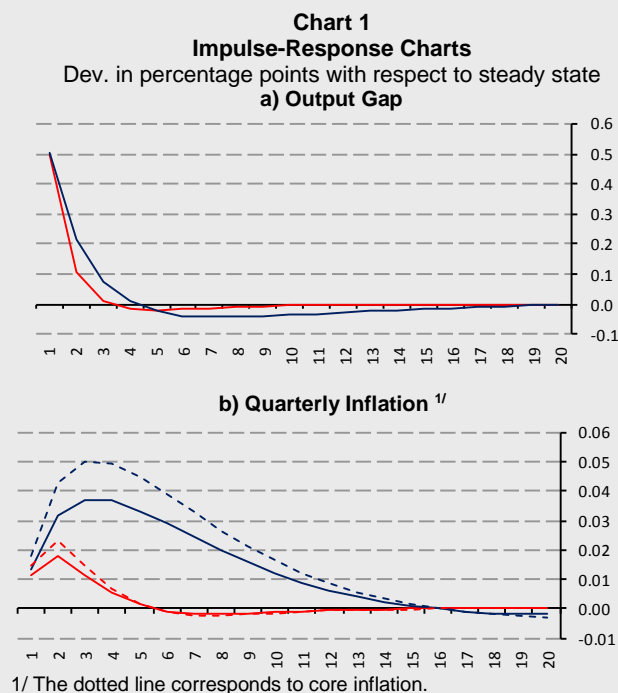 Chart 1
Impulse-Response Charts
Dev. in percentage points with respect to steady state
a) Output Gap
0.6
0.5
0.4
0.3
0.2
0.1
0.0
-0.1
1 2 3 4 5 6 7 8 9 10 11 12 13 14 15 16 17 18 19 20
b) Quarterly Inflation 1/
0.06
0.05
0.04
0.03
0.02
0.01
0.00
-0.01
1 2 3 4 5 6 7 8 9 10 11 12 13 14 15 16 17 18 19 20
1/ The dotted line corresponds to core inflation.